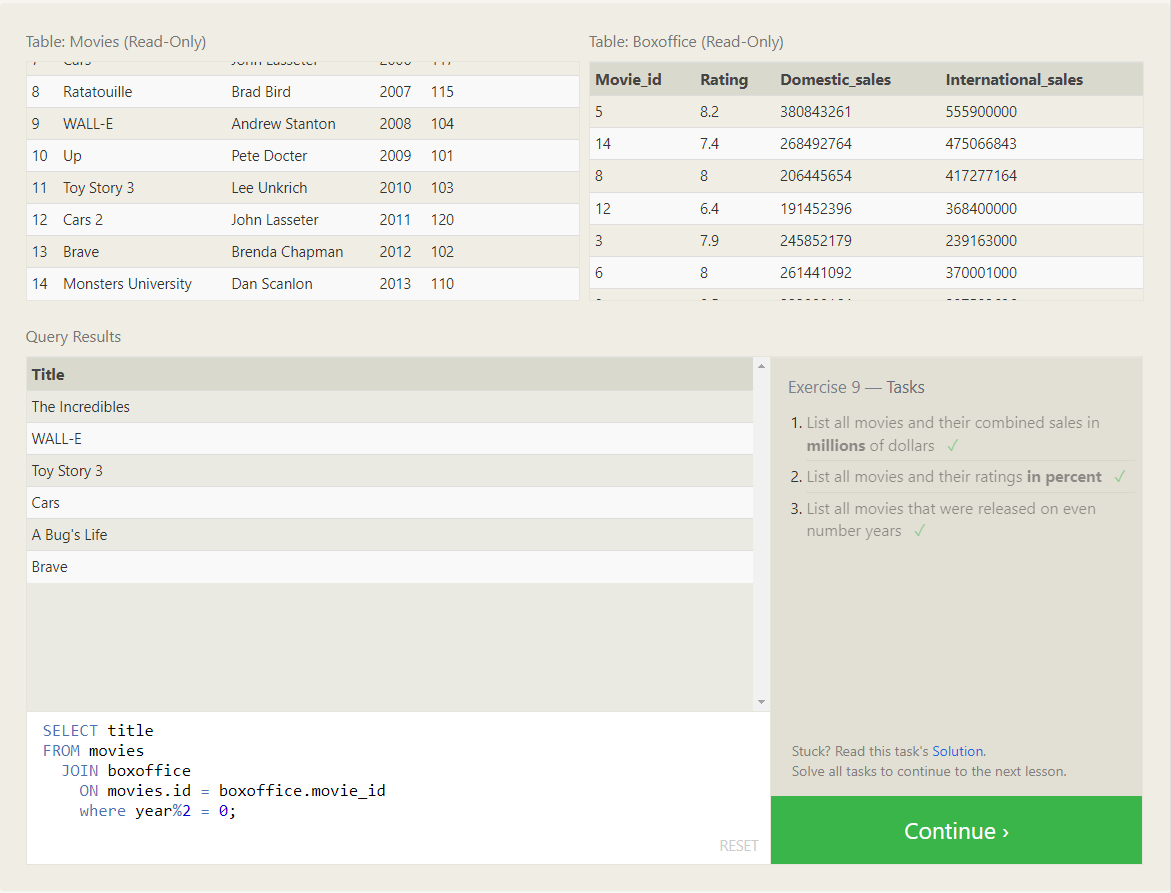 Table: Movies (Read-Only)
8 Ratatouille Brad Bird 2007 115
9 WALL-E Andrew Stanton 2008 104
10 Up Pete Docter 2009 101
11 Toy Story 3 Lee Unkrich 2010 103
12 Cars 2 John Lasseter 2011 120
13 Brave Brenda Chapman 2012 102
14 Monsters University Dan Scanlon 2013 110
Table: Boxoffice (Read-Only)
Movie_id Rating Domestic_sales International_sales
5 8.2 380843261 555900000
14 7.4 268492764 475066843
8 8 206445654 417277164
12 6.4 191452396 368400000
3 7.9 245852179 239163000
6 8 261441092 370001000
Query Results
Title
The Incredibles
WALL-E
Toy Story 3
Cars
A Bug's Life
Brave
SELECT title
FROM movies
JOIN boxoffice
ON movies.id = boxoffice.movie_id
where year%2 = 0;
RESET
Exercise 9 — Tasks
1. List all movies and their combined sales in
millions of dollars ✓
2. List all movies and their ratings in percent ✓
3. List all movies that were released on even
number years ✓
Stuck? Read this task's Solution.
Solve all tasks to continue to the next lesson.
Continue ›